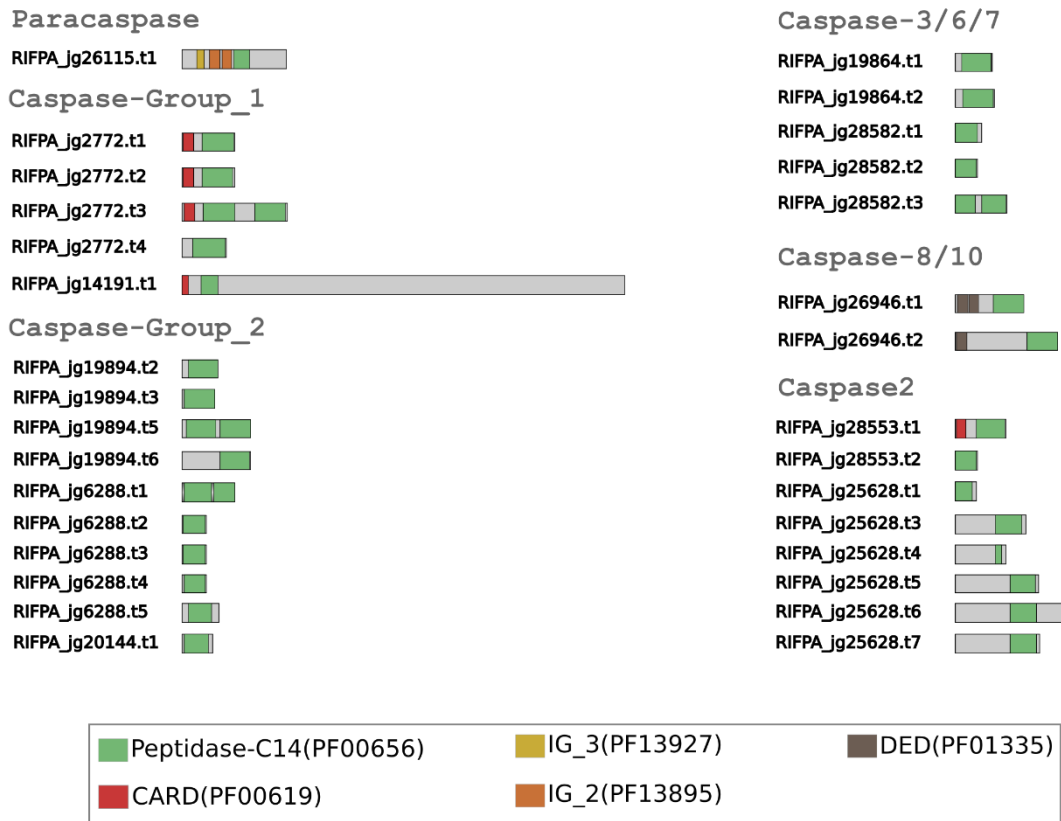 Paracaspase
RIFPA_jg26115.t1
Caspase-Group_1
RIFPA_jg2772.t1
RIFPA_jg2772.t2
RIFPA_jg2772.t3
RIFPA_jg2772.t4
RIFPA_jg14191.t1
Caspase-Group_2
RIFPA_jg19894.t2
RIFPA_jg19894.t3
RIFPA_jg19894.t5
RIFPA_jg19894.t6
RIFPA_jg6288.t1
RIFPA_jg6288.t2
RIFPA_jg6288.t3
RIFPA_jg6288.t4
RIFPA_jg6288.t5
RIFPA_jg20144.t1
Caspase-3/6/7
RIFPA_jg19864.t1
RIFPA_jg19864.t2
RIFPA_jg28582.t1
RIFPA_jg28582.t2
RIFPA_jg28582.t3
Caspase-8/10
RIFPA_jg26946.t1
RIFPA_jg26946.t2
Caspase2
RIFPA_jg28553.t1
RIFPA_jg28553.t2
RIFPA_jg25628.t1
RIFPA_jg25628.t3
RIFPA_jg25628.t4
RIFPA_jg25628.t5
RIFPA_jg25628.t6
RIFPA_jg25628.t7
Peptidase-C14(PF00656)
IG_3(PF13927)
DED(PF01335)
CARD(PF00619)
IG_2(PF13895)